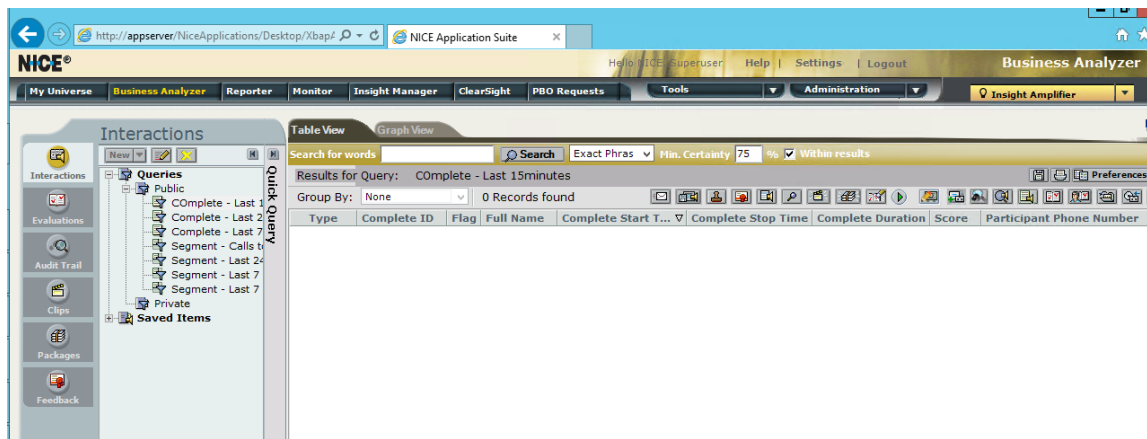 http://appserver/NiceApplications/Desktop/XbapA
NICE Application Suite
NICE®
Hello NICE, Superuser Help | Settings | Logout
Business Analyzer
My Universe Business Analyzer Reporter Monitor Insight Manager ClearSight PBO Requests Tools Administration Insight Amplifier
Interactions
Table View Graph View
New
Search for words Search Exact Phras Min. Certainty 75 % Within results
Interactions
Evaluations
Audit Trail
Clips
Packages
Feedback
Queries
Public
COmplete - Last 1
Complete - Last 2
Complete - Last 7
Segment - Calls t
Segment - Last 24
Segment - Last 7
Segment - Last 7
Private
Saved Items
Quick Query
Results for Query: COmplete - Last 15minutes
Preferences
Group By: None 0 Records found
Type Complete ID Flag Full Name Complete Start T... Complete Stop Time Complete Duration Score Participant Phone Number